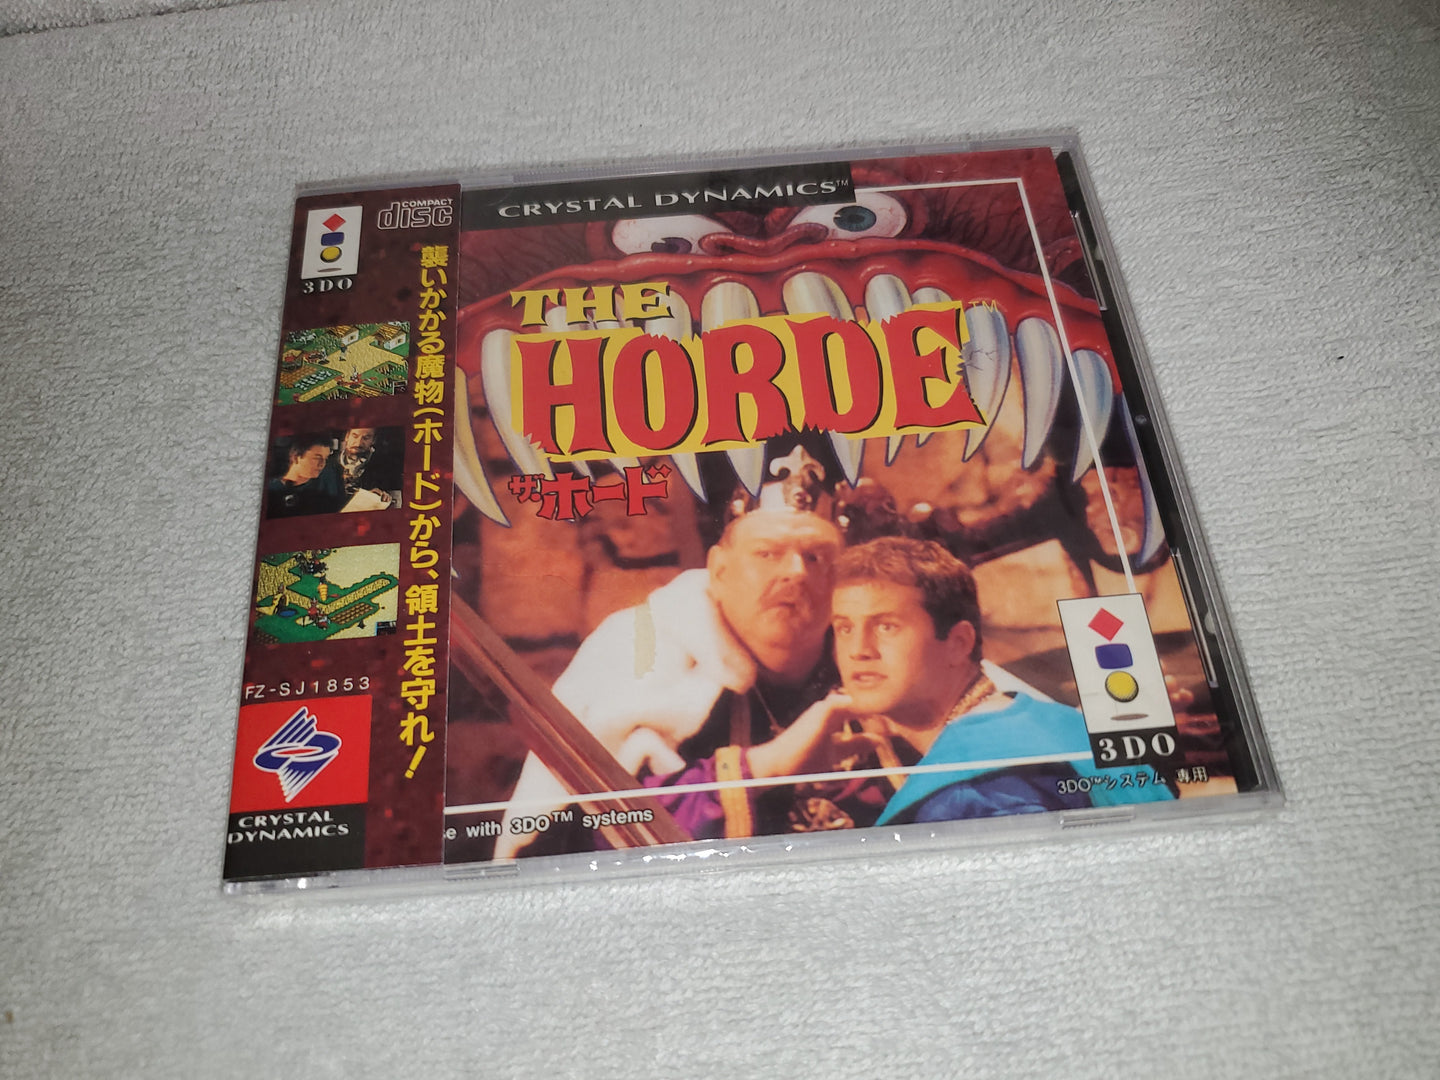 3DO
COMPACT
disc
襲いかかる魔物(ホード)から、領土を守れ!
FZ-SJ1853
CRYSTAL
DYNAMICS
CRYSTAL DYNAMICS™
THE
HORDE™
ザ・ホード
3DO
3DO™システム 専用
e with 3DO™ systems